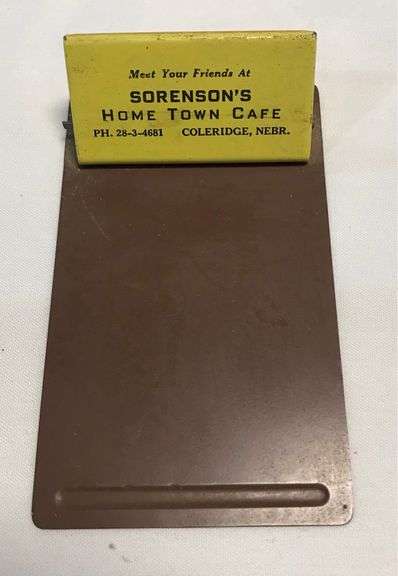 Meet Your Friends At
SORENSON'S
HOME TOWN CAFE
PH. 28-3-4681 COLERIDGE, NEBR.